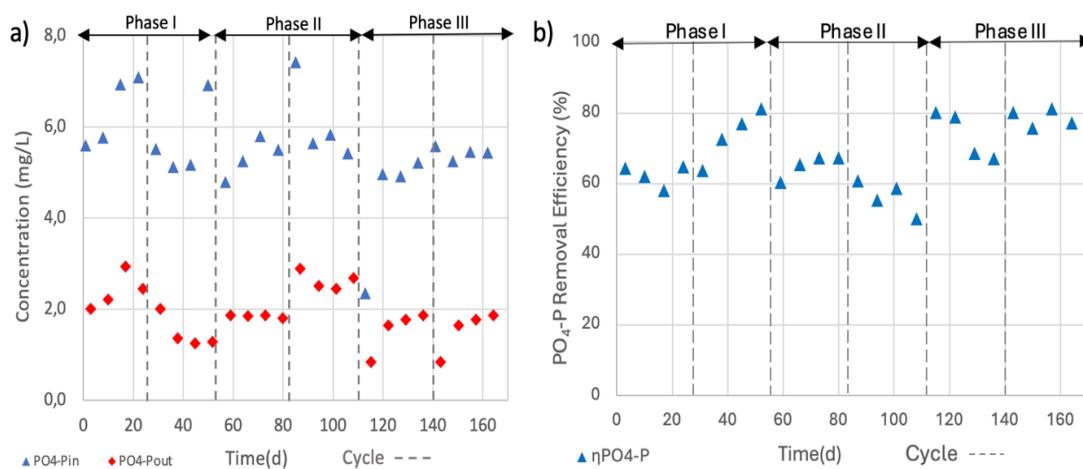 a)
Phase I
Phase II
Phase III
8,0
6,0
4,0
2,0
0,0
Concentration (mg/L)
0 20 40 60 80 100 120 140 160
PO4-Pin
PO4-Pout
Time(d)
Cycle ---
b)
Phase I
Phase II
Phase III
100
80
60
40
20
0
PO₄-P Removal Efficiency (%)
0 20 40 60 80 100 120 140 160
ηPO4-P
Time(d)
Cycle ----